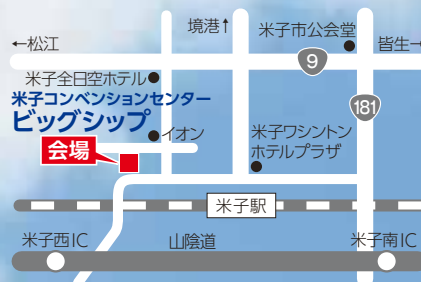 境港↑
米子市公会堂
←松江
皆生→
9
米子全日空ホテル
米子コンベンションセンター
ビッグシップ
181
イオン
米子ワシントン
ホテルプラザ
会場
米子駅
米子西IC
山陰道
米子南IC